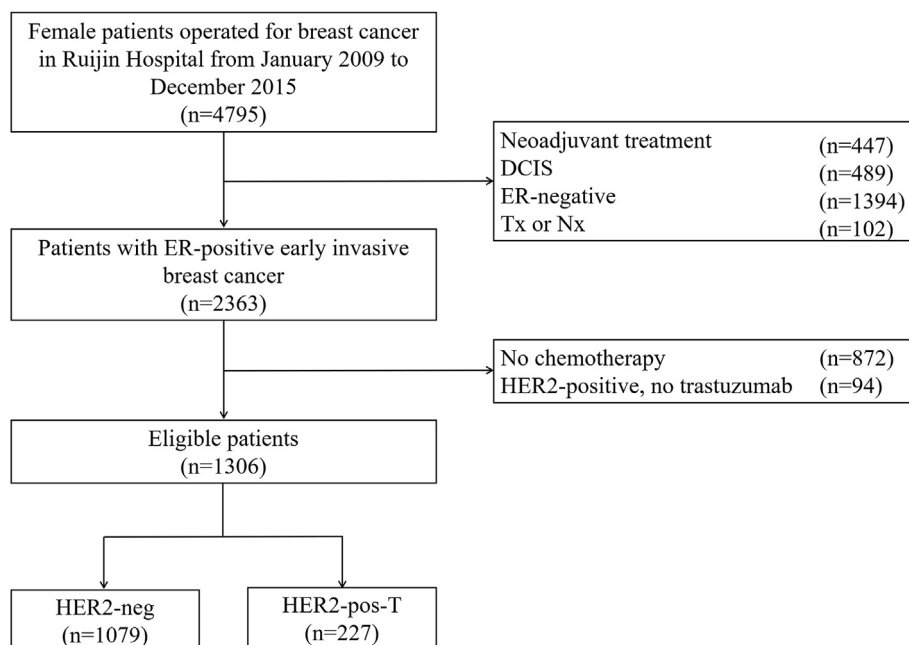 Female patients operated for breast cancer
in Ruijin Hospital from January 2009 to
December 2015
(n=4795)
Neoadjuvant treatment (n=447)
DCIS (n=489)
ER-negative (n=1394)
Tx or Nx (n=102)
Patients with ER-positive early invasive
breast cancer
(n=2363)
No chemotherapy (n=872)
HER2-positive, no trastuzumab (n=94)
Eligible patients
(n=1306)
HER2-neg
(n=1079)
HER2-pos-T
(n=227)